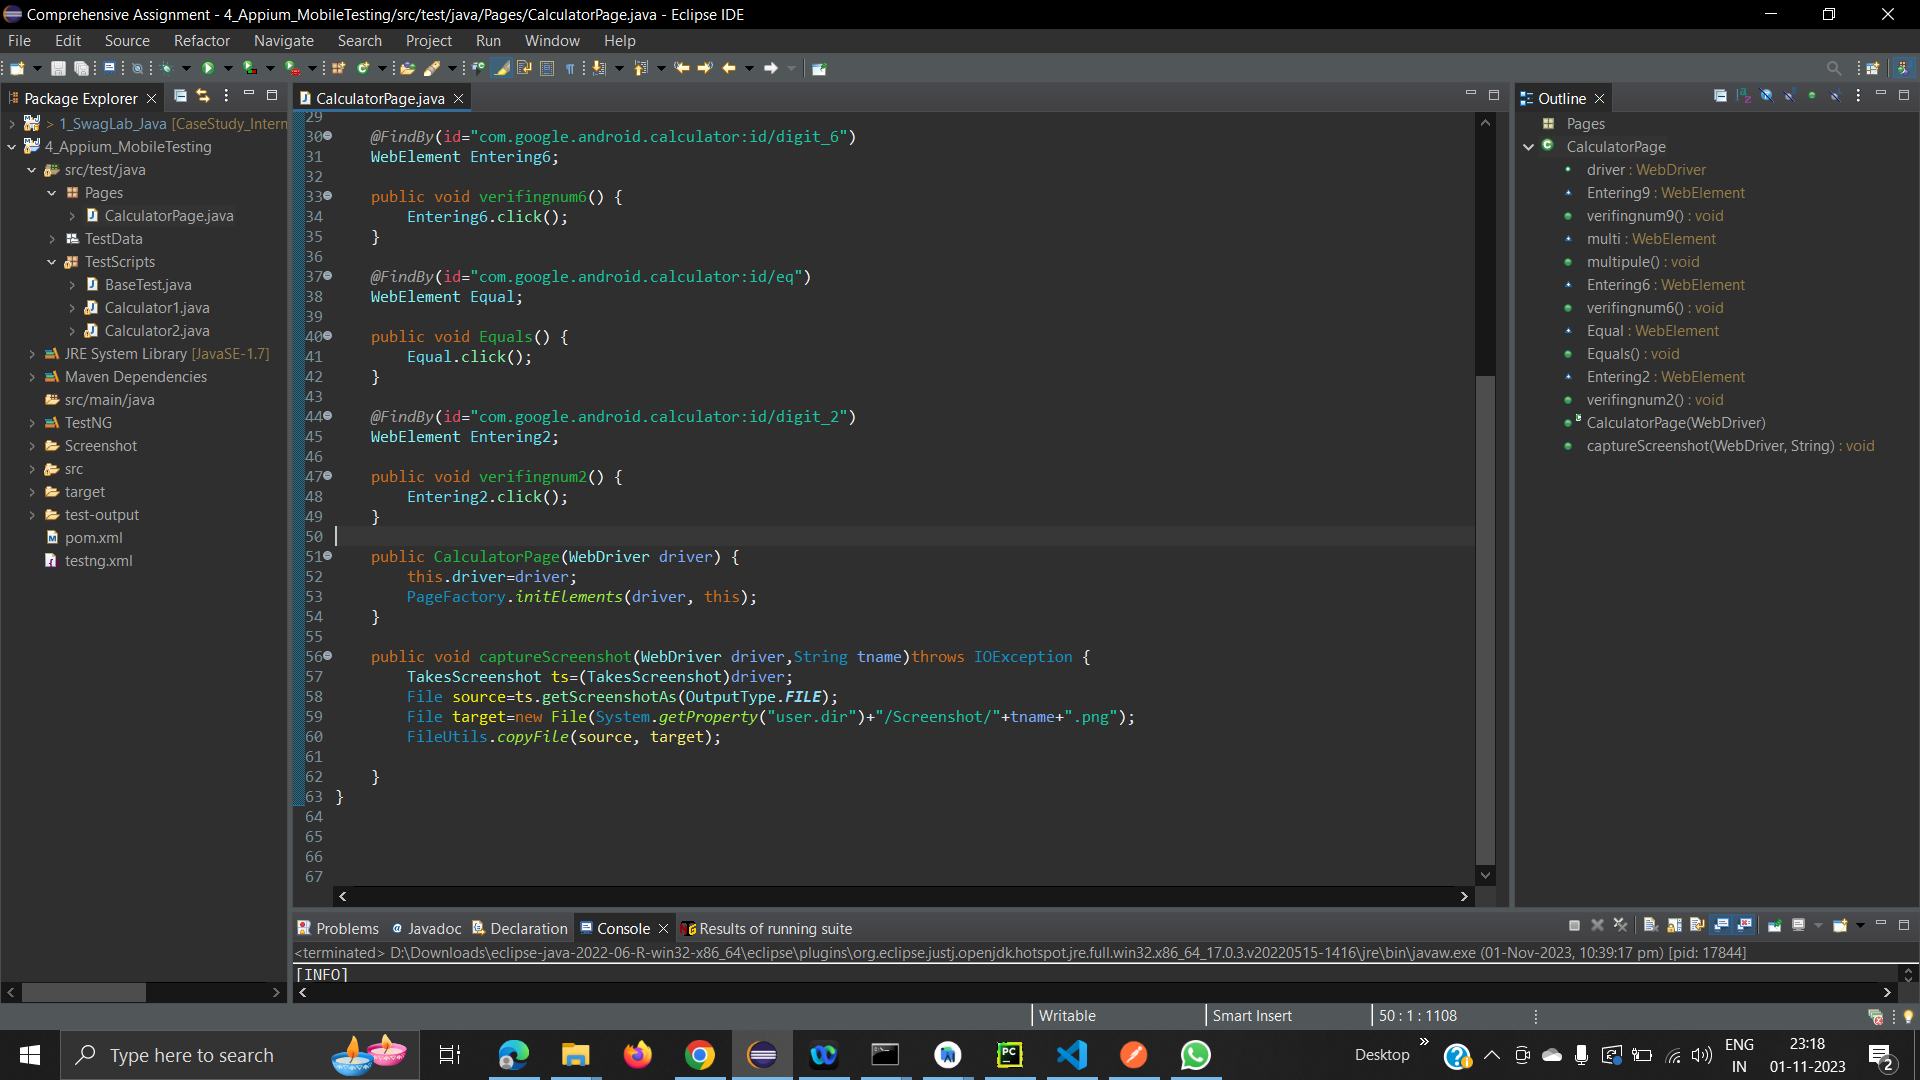 Comprehensive Assignment - 4_Appium_MobileTesting/src/test/java/Pages/CalculatorPage.java - Eclipse IDE
File Edit Source Refactor Navigate Search Project Run Window Help
Package Explorer
> 1_SwagLab_Java [CaseStudy_Intern
4_Appium_MobileTesting
src/test/java
Pages
CalculatorPage.java
TestData
TestScripts
BaseTest.java
Calculator1.java
Calculator2.java
JRE System Library [JavaSE-1.7]
Maven Dependencies
src/main/java
TestNG
Screenshot
src
target
test-output
pom.xml
testng.xml
CalculatorPage.java
29
30 @FindBy(id="com.google.android.calculator:id/digit_6")
31 WebElement Entering6;
32
33 public void verifingnum6() {
34 Entering6.click();
35 }
36
37 @FindBy(id="com.google.android.calculator:id/eq")
38 WebElement Equal;
39
40 public void Equals() {
41 Equal.click();
42 }
43
44 @FindBy(id="com.google.android.calculator:id/digit_2")
45 WebElement Entering2;
46
47 public void verifingnum2() {
48 Entering2.click();
49 }
50
51 public CalculatorPage(WebDriver driver) {
52 this.driver=driver;
53 PageFactory.initElements(driver, this);
54 }
55
56 public void captureScreenshot(WebDriver driver,String tname)throws IOException {
57 TakesScreenshot ts=(TakesScreenshot)driver;
58 File source=ts.getScreenshotAs(OutputType.FILE);
59 File target=new File(System.getProperty("user.dir")+"/Screenshot/"+tname+".png");
60 FileUtils.copyFile(source, target);
61
62 }
63 }
64
65
66
67
Outline
Pages
CalculatorPage
driver : WebDriver
Entering9 : WebElement
verifingnum9() : void
multi : WebElement
multipule() : void
Entering6 : WebElement
verifingnum6() : void
Equal : WebElement
Equals() : void
Entering2 : WebElement
verifingnum2() : void
CalculatorPage(WebDriver)
captureScreenshot(WebDriver, String) : void
Problems Javadoc Declaration Console Results of running suite
<terminated> D:\Downloads\eclipse-java-2022-06-R-win32-x86_64\eclipse\plugins\org.eclipse.justj.openjdk.hotspot.jre.full.win32.x86_64_17.0.3.v20220515-1416\jre\bin\javaw.exe (01-Nov-2023, 10:39:17 pm) [pid: 17844]
[INFO]
Writable Smart Insert 50 : 1 : 1108
Type here to search
PC
Desktop
ENG
IN
23:18
01-11-2023
2